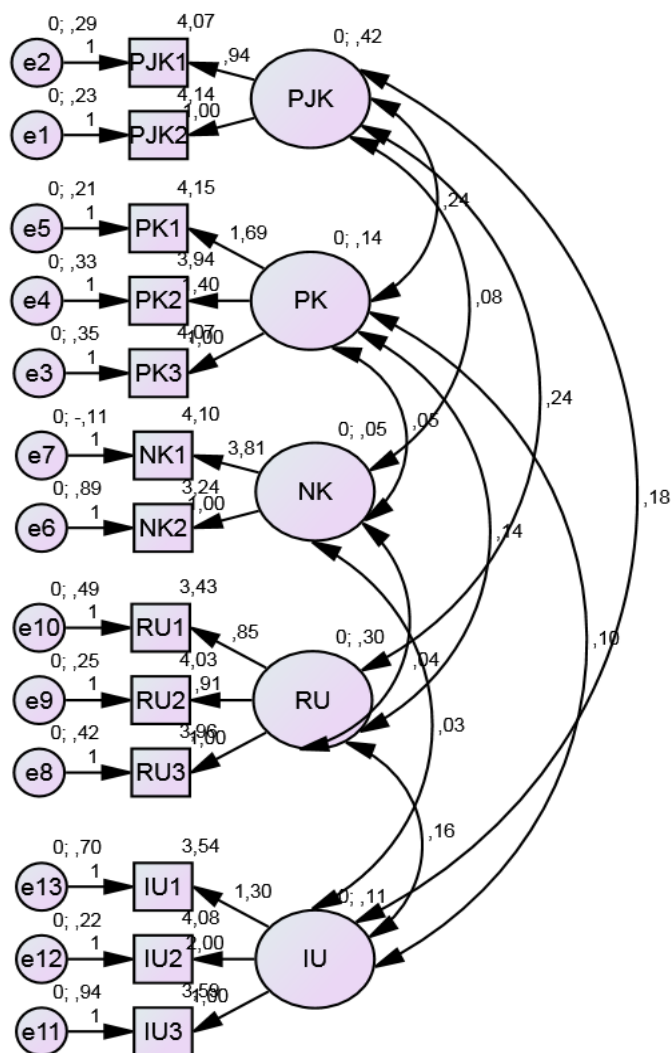 0; ,29
4,07
0; ,42
e2
1
PJK1
,94
PJK
0; ,23
4,14
e1
1
PJK2
1,00
,24
0; ,21
4,15
e5
1
PK1
1,69
0; ,14
PK
,08
0; ,33
3,94
e4
1
PK2
1,40
0; ,35
4,07
e3
1
PK3
1,00
,24
0; -,11
4,10
e7
1
NK1
3,81
0; ,05
,05
NK
0; ,89
3,24
e6
1
NK2
1,00
,18
,14
0; ,49
3,43
e10
1
RU1
,85
0; ,30
,04
,10
RU
0; ,25
4,03
e9
1
RU2
,91
0; ,42
3,96
e8
1
RU3
1,00
,03
,16
0; ,70
3,54
e13
1
IU1
1,30
0; ,11
IU
0; ,22
4,08
e12
1
IU2
2,00
0; ,94
3,59
e11
1
IU3
1,00